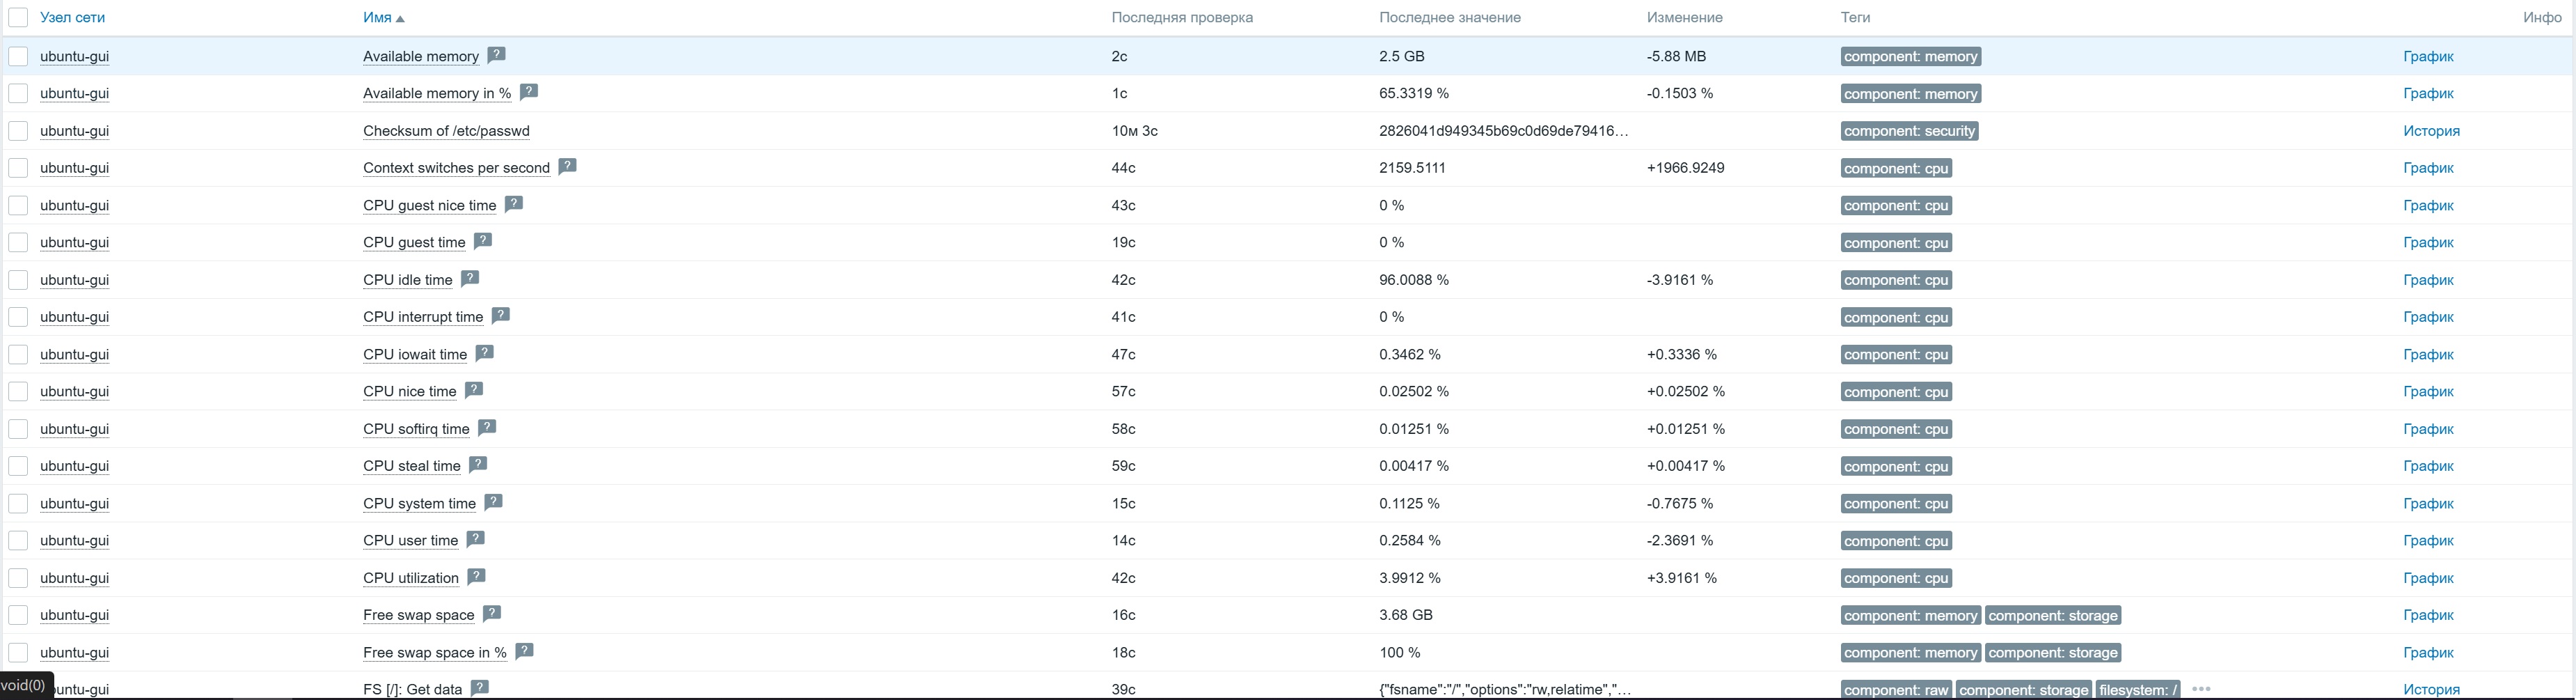 Узел сети Имя Последняя проверка Последнее значение Изменение Теги Инфо
ubuntu-gui Available memory ? 2с 2.5 GB -5.88 MB component: memory График
ubuntu-gui Available memory in % ? 1с 65.3319 % -0.1503 % component: memory График
ubuntu-gui Checksum of /etc/passwd 10м 3с 2826041d949345b69c0d69de79416… component: security История
ubuntu-gui Context switches per second ? 44с 2159.5111 +1966.9249 component: cpu График
ubuntu-gui CPU guest nice time ? 43с 0 % component: cpu График
ubuntu-gui CPU guest time ? 19с 0 % component: cpu График
ubuntu-gui CPU idle time ? 42с 96.0088 % -3.9161 % component: cpu График
ubuntu-gui CPU interrupt time ? 41с 0 % component: cpu График
ubuntu-gui CPU iowait time ? 47с 0.3462 % +0.3336 % component: cpu График
ubuntu-gui CPU nice time ? 57с 0.02502 % +0.02502 % component: cpu График
ubuntu-gui CPU softirq time ? 58с 0.01251 % +0.01251 % component: cpu График
ubuntu-gui CPU steal time ? 59с 0.00417 % +0.00417 % component: cpu График
ubuntu-gui CPU system time ? 15с 0.1125 % -0.7675 % component: cpu График
ubuntu-gui CPU user time ? 14с 0.2584 % -2.3691 % component: cpu График
ubuntu-gui CPU utilization ? 42с 3.9912 % +3.9161 % component: cpu График
ubuntu-gui Free swap space ? 16с 3.68 GB component: memory component: storage График
ubuntu-gui Free swap space in % ? 18с 100 % component: memory component: storage График
void(0) untu-gui FS [/]: Get data ? 39с {"fsname":"/","options":"rw,relatime","… component: raw component: storage filesystem: / ••• История